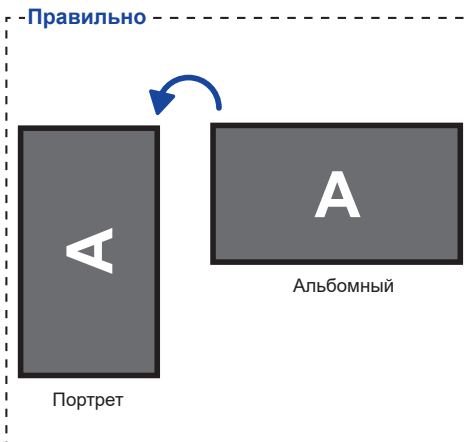 Правильно
A
A
Альбомный
Портрет